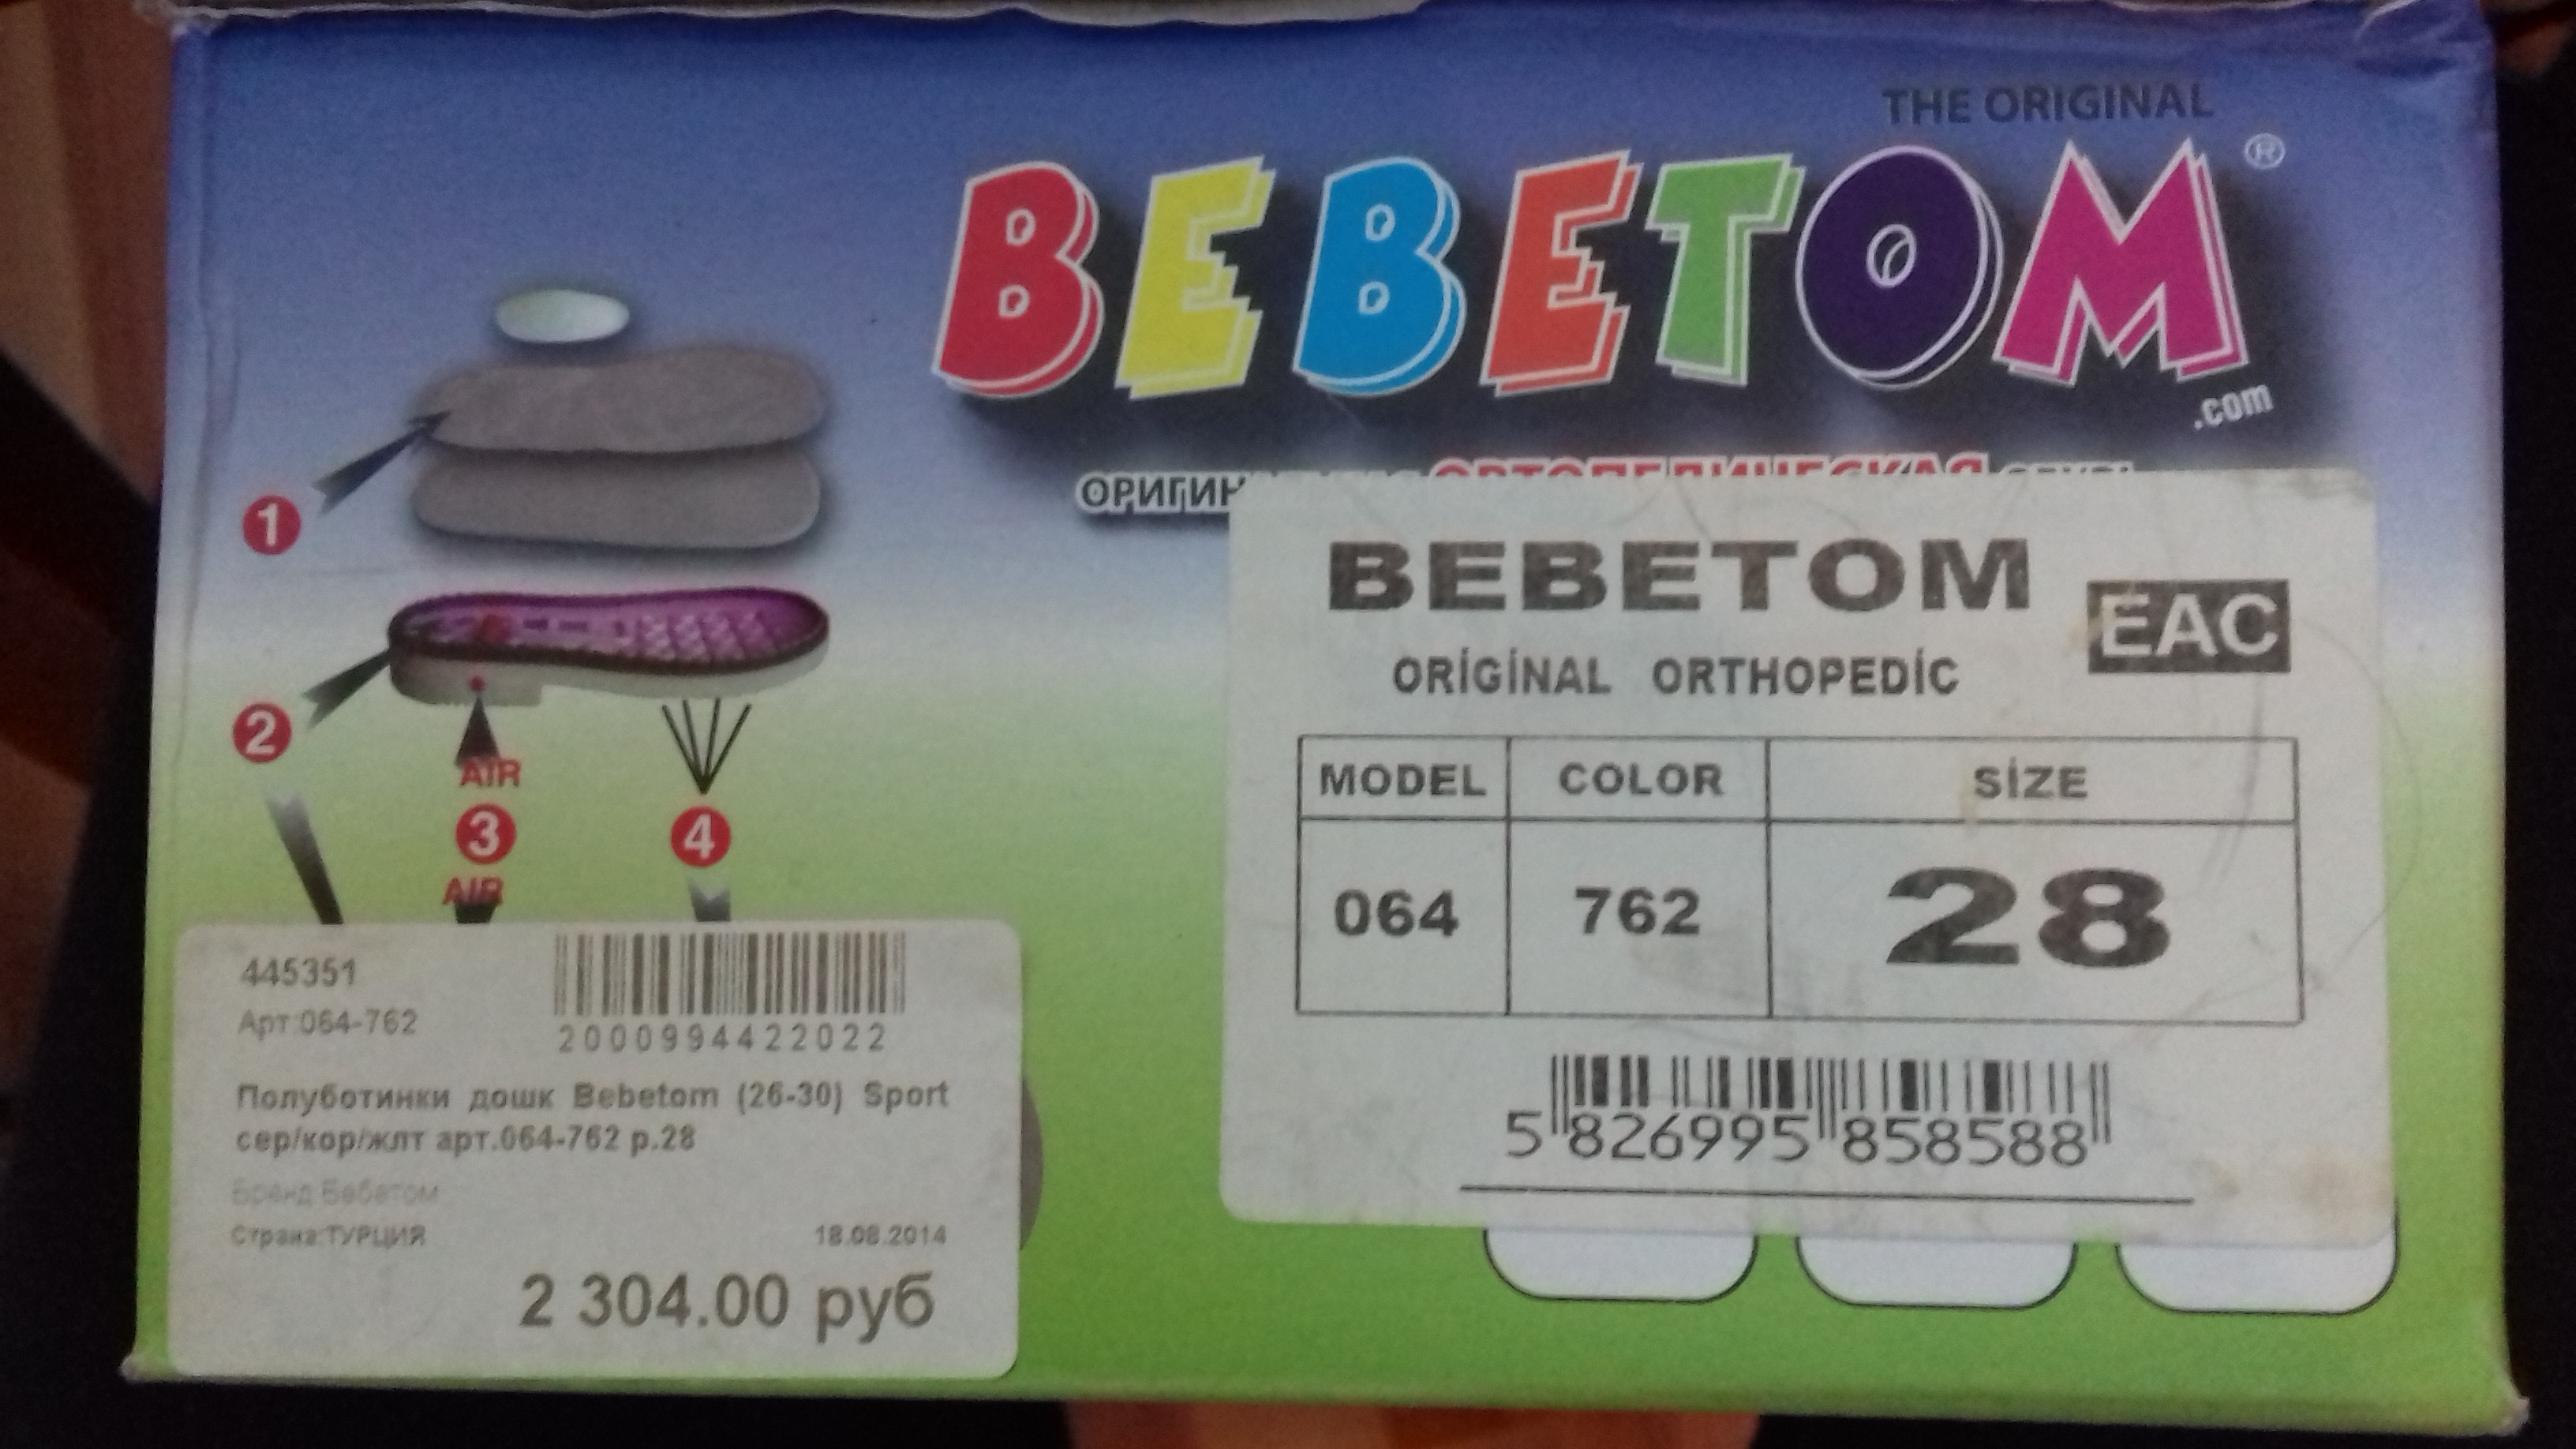 THE ORIGINAL
BEBETOM®
.com
ОРТОПЕДИЧЕСКАЯ
1
2
AIR
3
4
AIR
BEBETOM
EAC
ORİGİNAL ORTHOPEDİC
MODEL COLOR SİZE
064 762 28
5 826995 858588
445351
Арт:064-762
2000994422022
Полуботинки дошк Bebetom (26-30) Sport
сер/кор/жлт арт.064-762 р.28
Бренд:Бебетом
Страна:ТУРЦИЯ 18.08.2014
2 304.00 руб